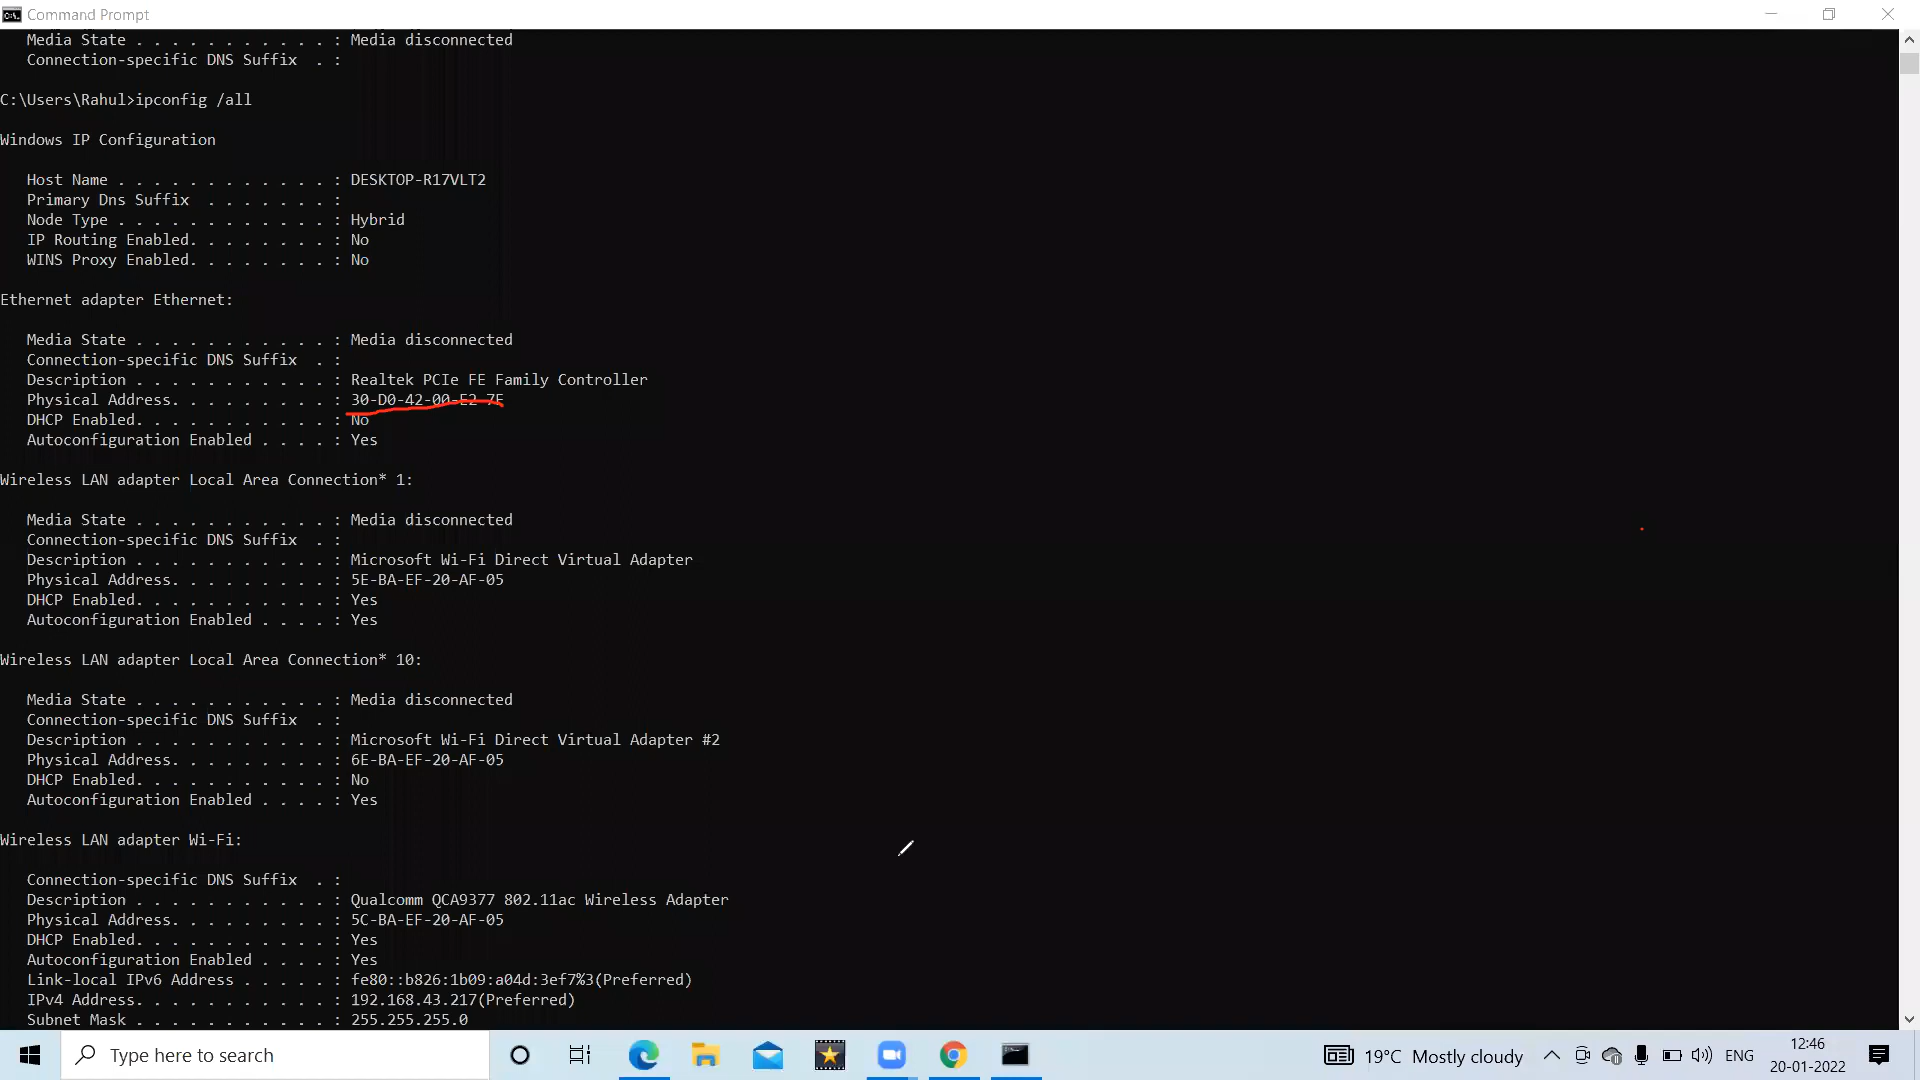 Command Prompt
Media State . . . . . . . . . . . : Media disconnected
Connection-specific DNS Suffix  . :
C:\Users\Rahul>ipconfig /all
Windows IP Configuration
Host Name . . . . . . . . . . . . : DESKTOP-R17VLT2
Primary Dns Suffix  . . . . . . . :
Node Type . . . . . . . . . . . . : Hybrid
IP Routing Enabled. . . . . . . . : No
WINS Proxy Enabled. . . . . . . . : No
Ethernet adapter Ethernet:
Media State . . . . . . . . . . . : Media disconnected
Connection-specific DNS Suffix  . :
Description . . . . . . . . . . . : Realtek PCIe FE Family Controller
Physical Address. . . . . . . . . :
DHCP Enabled. . . . . . . . . . . : No
Autoconfiguration Enabled . . . . : Yes
Wireless LAN adapter Local Area Connection* 1:
Media State . . . . . . . . . . . : Media disconnected
Connection-specific DNS Suffix  . :
Description . . . . . . . . . . . : Microsoft Wi-Fi Direct Virtual Adapter
Physical Address. . . . . . . . . : 5E-BA-EF-20-AF-05
DHCP Enabled. . . . . . . . . . . : Yes
Autoconfiguration Enabled . . . . : Yes
Wireless LAN adapter Local Area Connection* 10:
Media State . . . . . . . . . . . : Media disconnected
Connection-specific DNS Suffix  . :
Description . . . . . . . . . . . : Microsoft Wi-Fi Direct Virtual Adapter #2
Physical Address. . . . . . . . . : 6E-BA-EF-20-AF-05
DHCP Enabled. . . . . . . . . . . : No
Autoconfiguration Enabled . . . . : Yes
Wireless LAN adapter Wi-Fi:
Connection-specific DNS Suffix  . :
Description . . . . . . . . . . . : Qualcomm QCA9377 802.11ac Wireless Adapter
Physical Address. . . . . . . . . : 5C-BA-EF-20-AF-05
DHCP Enabled. . . . . . . . . . . : Yes
Autoconfiguration Enabled . . . . : Yes
Link-local IPv6 Address . . . . . : fe80::b826:1b09:a04d:3ef7%3(Preferred)
IPv4 Address. . . . . . . . . . . : 192.168.43.217(Preferred)
Subnet Mask . . . . . . . . . . . : 255.255.255.0
Type here to search
19°C Mostly cloudy
ENG
12:46
20-01-2022